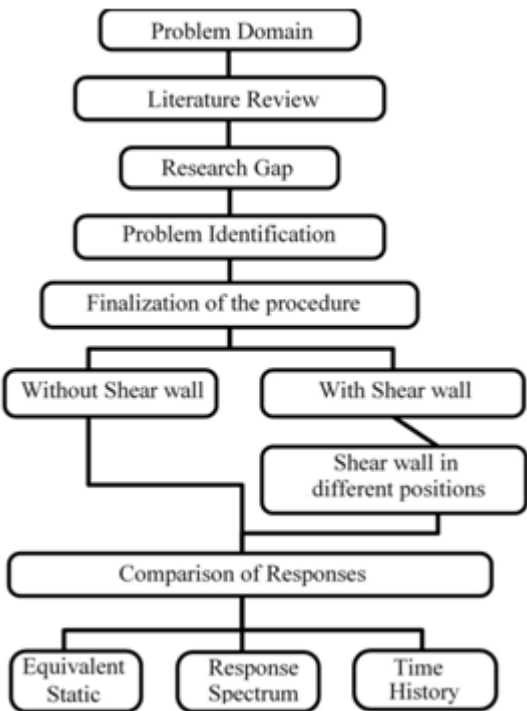 Problem Domain
Literature Review
Research Gap
Problem Identification
Finalization of the procedure
Without Shear wall
With Shear wall
Shear wall in
different positions
Comparison of Responses
Equivalent
Static
Response
Spectrum
Time
History